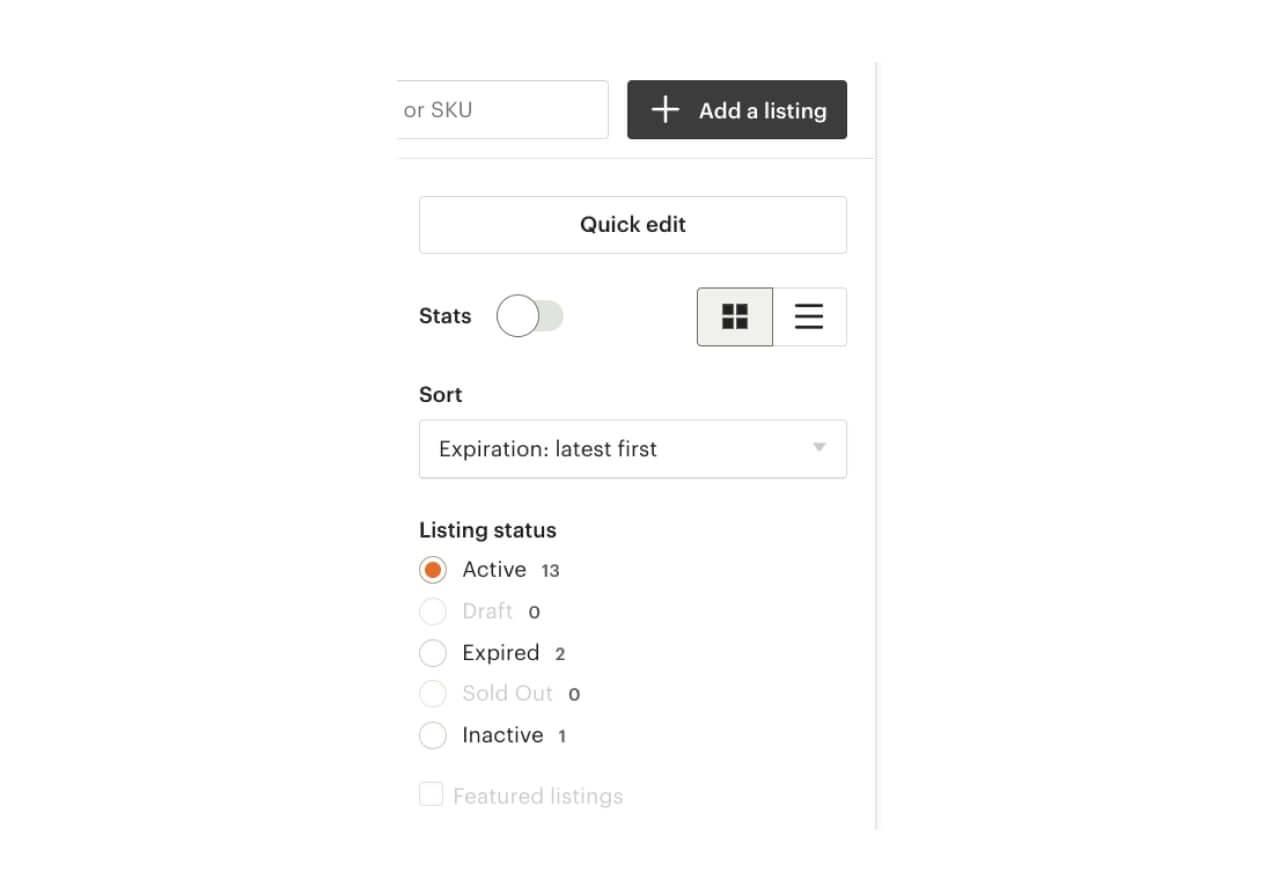 or SKU
Add a listing
Quick edit
Stats
Sort
Expiration: latest first
Listing status
Active 13
Draft 0
Expired 2
Sold Out 0
Inactive 1
Featured listings